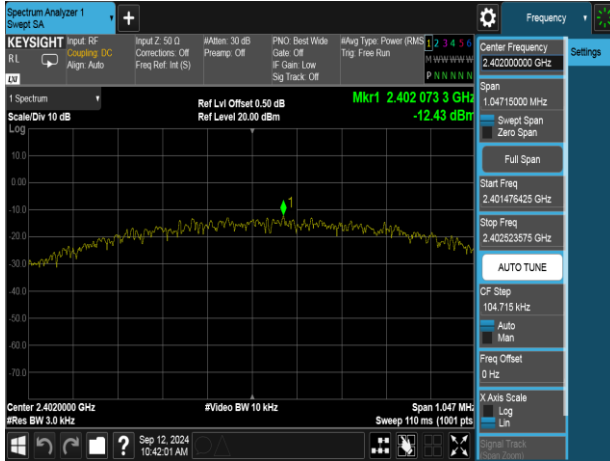 Spectrum Analyzer 1
Swept SA
+
Frequency
KEYSIGHT
RL
LXI
Input: RF
Coupling: DC
Align: Auto
Input Z: 50 Ω
Corrections: Off
Freq Ref: Int (S)
#Atten: 30 dB
Preamp: Off
PNO: Best Wide
Gate: Off
IF Gain: Low
Sig Track: Off
#Avg Type: Power (RMS
Trig: Free Run
1 2 3 4 5 6
M W W W W W
P N N N N N
1 Spectrum
Scale/Div 10 dB
Log
Ref Lvl Offset 0.50 dB
Ref Level 20.00 dBm
Mkr1 2.402 073 3 GHz
-12.43 dBm
10.0
0.00
-10.0
-20.0
-30.0
-40.0
-50.0
-60.0
-70.0
1
Center 2.4020000 GHz
#Res BW 3.0 kHz
#Video BW 10 kHz
Span 1.047 MHz
Sweep 110 ms (1001 pts
Sep 12, 2024
10:42:01 AM
?
Center Frequency
2.402000000 GHz
Settings
Span
1.04715000 MHz
Swept Span
Zero Span
Full Span
Start Freq
2.401476425 GHz
Stop Freq
2.402523575 GHz
AUTO TUNE
CF Step
104.715 kHz
Auto
Man
Freq Offset
0 Hz
X Axis Scale
Log
Lin
Signal Track
(Span Zoom)